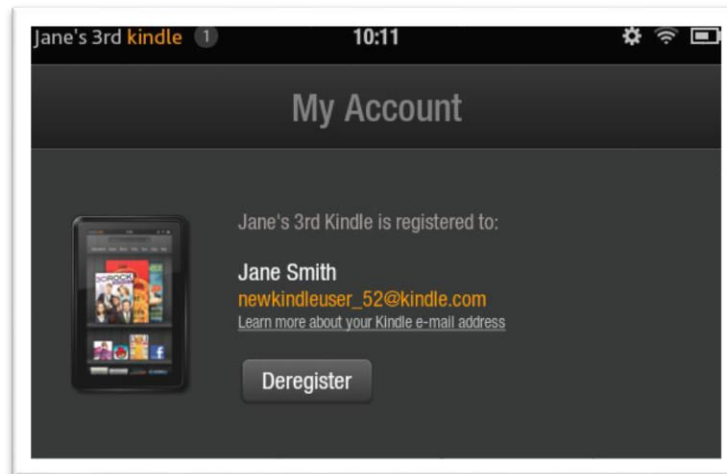 Jane's 3rd kindle 1 10:11
My Account
Jane's 3rd Kindle is registered to:
Jane Smith
newkindleuser_52@kindle.com
Learn more about your Kindle e-mail address
Deregister